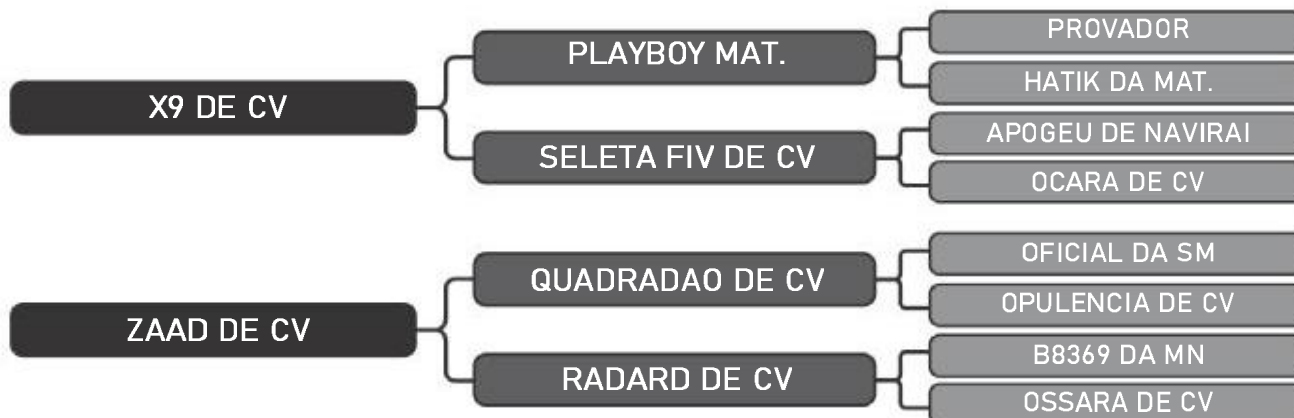 X9 DE CV
PLAYBOY MAT.
PROVADOR
HATIK DA MAT.
SELETA FIV DE CV
APOGEU DE NAVIRAI
OCARA DE CV
ZAAD DE CV
QUADRADAO DE CV
OFICIAL DA SM
OPULENCIA DE CV
RADARD DE CV
B8369 DA MN
OSSARA DE CV